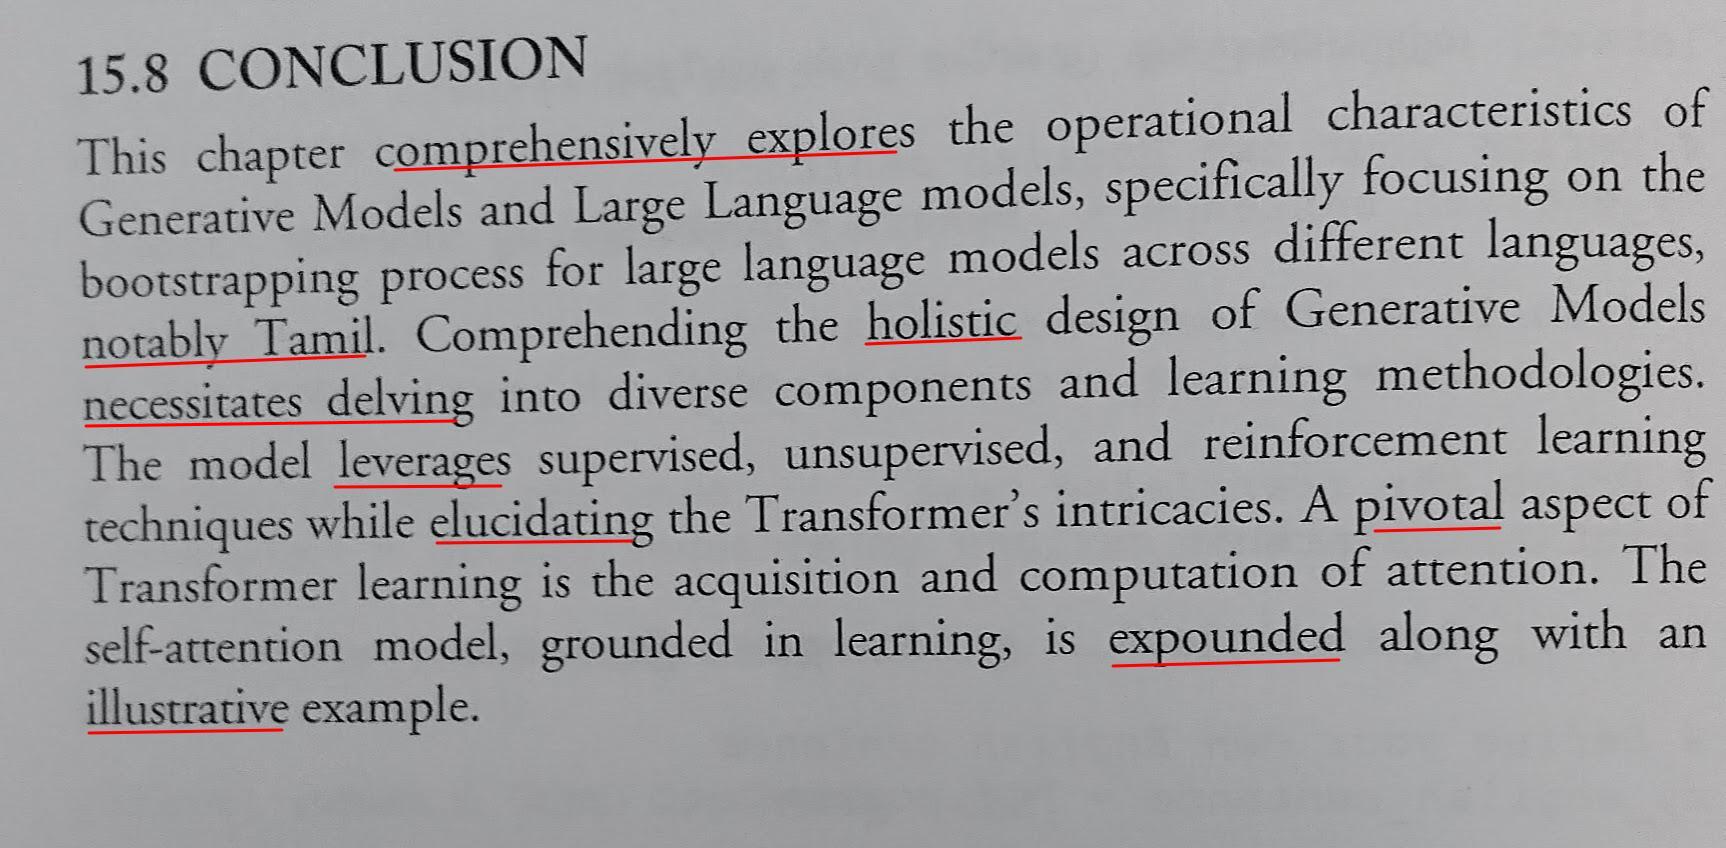 15.8 CONCLUSION
This chapter comprehensively explores the operational characteristics of
Generative Models and Large Language models, specifically focusing on the
bootstrapping process for large language models across different languages,
notably Tamil. Comprehending the holistic design of Generative Models
necessitates delving into diverse components and learning methodologies.
The model leverages supervised, unsupervised, and reinforcement learning
techniques while elucidating the Transformer's intricacies. A pivotal aspect of
Transformer learning is the acquisition and computation of attention. The
self-attention model, grounded in learning, is expounded along with an
illustrative example.